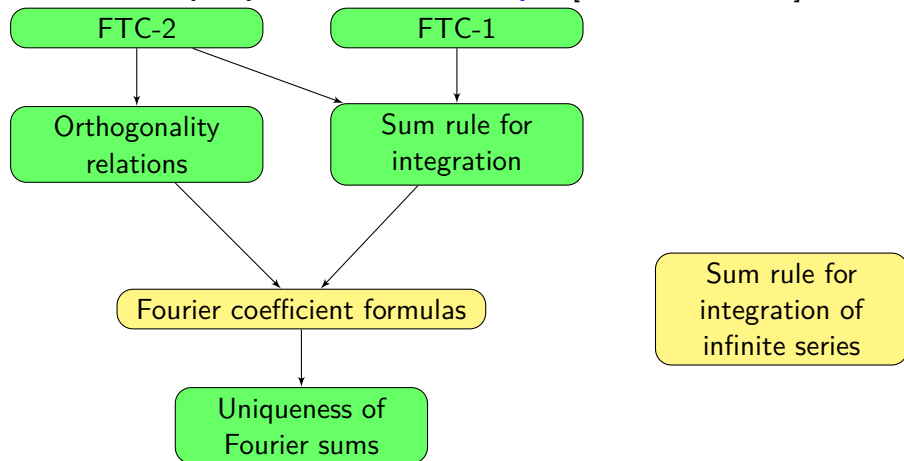 FTC-2
FTC-1
Orthogonality
relations
Sum rule for
integration
Fourier coefficient formulas
Sum rule for
integration of
infinite series
Uniqueness of
Fourier sums